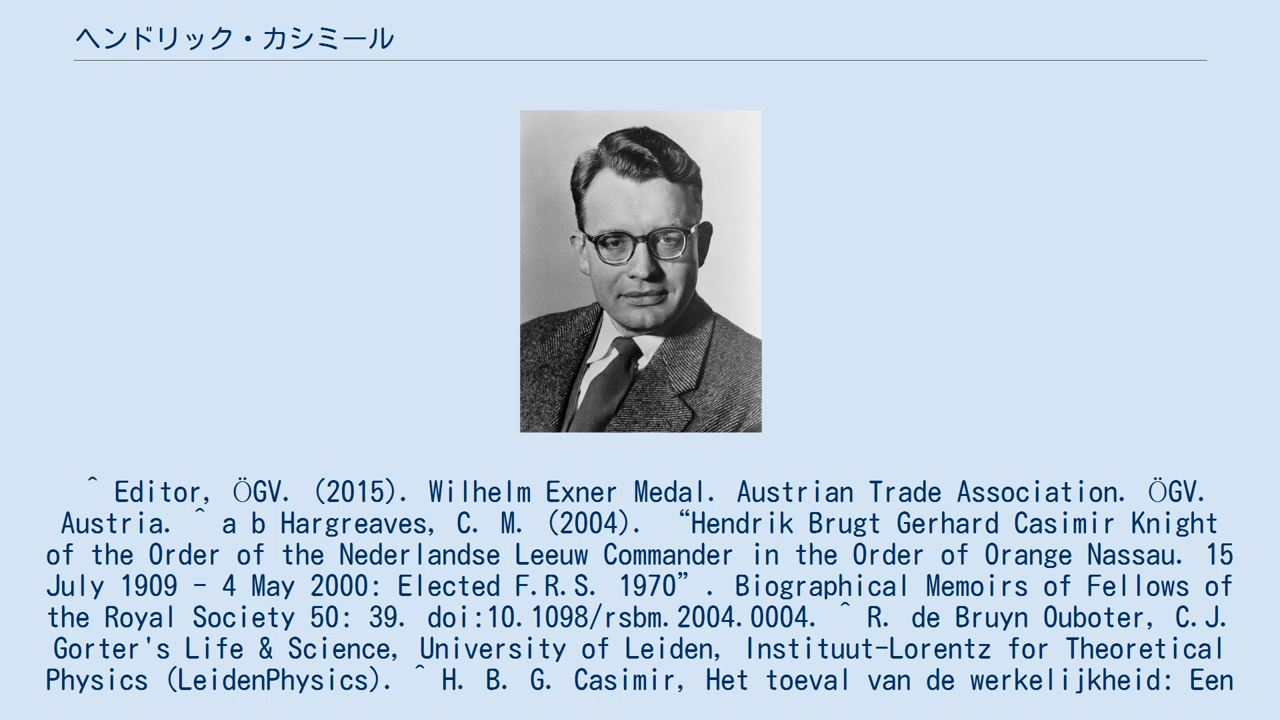 ヘンドリック・カシミール
^ Editor, ÖGV. (2015). Wilhelm Exner Medal. Austrian Trade Association. ÖGV.
Austria. ^ a b Hargreaves, C. M. (2004). “Hendrik Brugt Gerhard Casimir Knight
of the Order of the Nederlandse Leeuw Commander in the Order of Orange Nassau. 15
July 1909 - 4 May 2000: Elected F.R.S. 1970”. Biographical Memoirs of Fellows of
the Royal Society 50: 39. doi:10.1098/rsbm.2004.0004. ^ R. de Bruyn Ouboter, C.J.
Gorter's Life & Science, University of Leiden, Instituut-Lorentz for Theoretical
Physics (LeidenPhysics). ^ H. B. G. Casimir, Het toeval van de werkelijkheid: Een